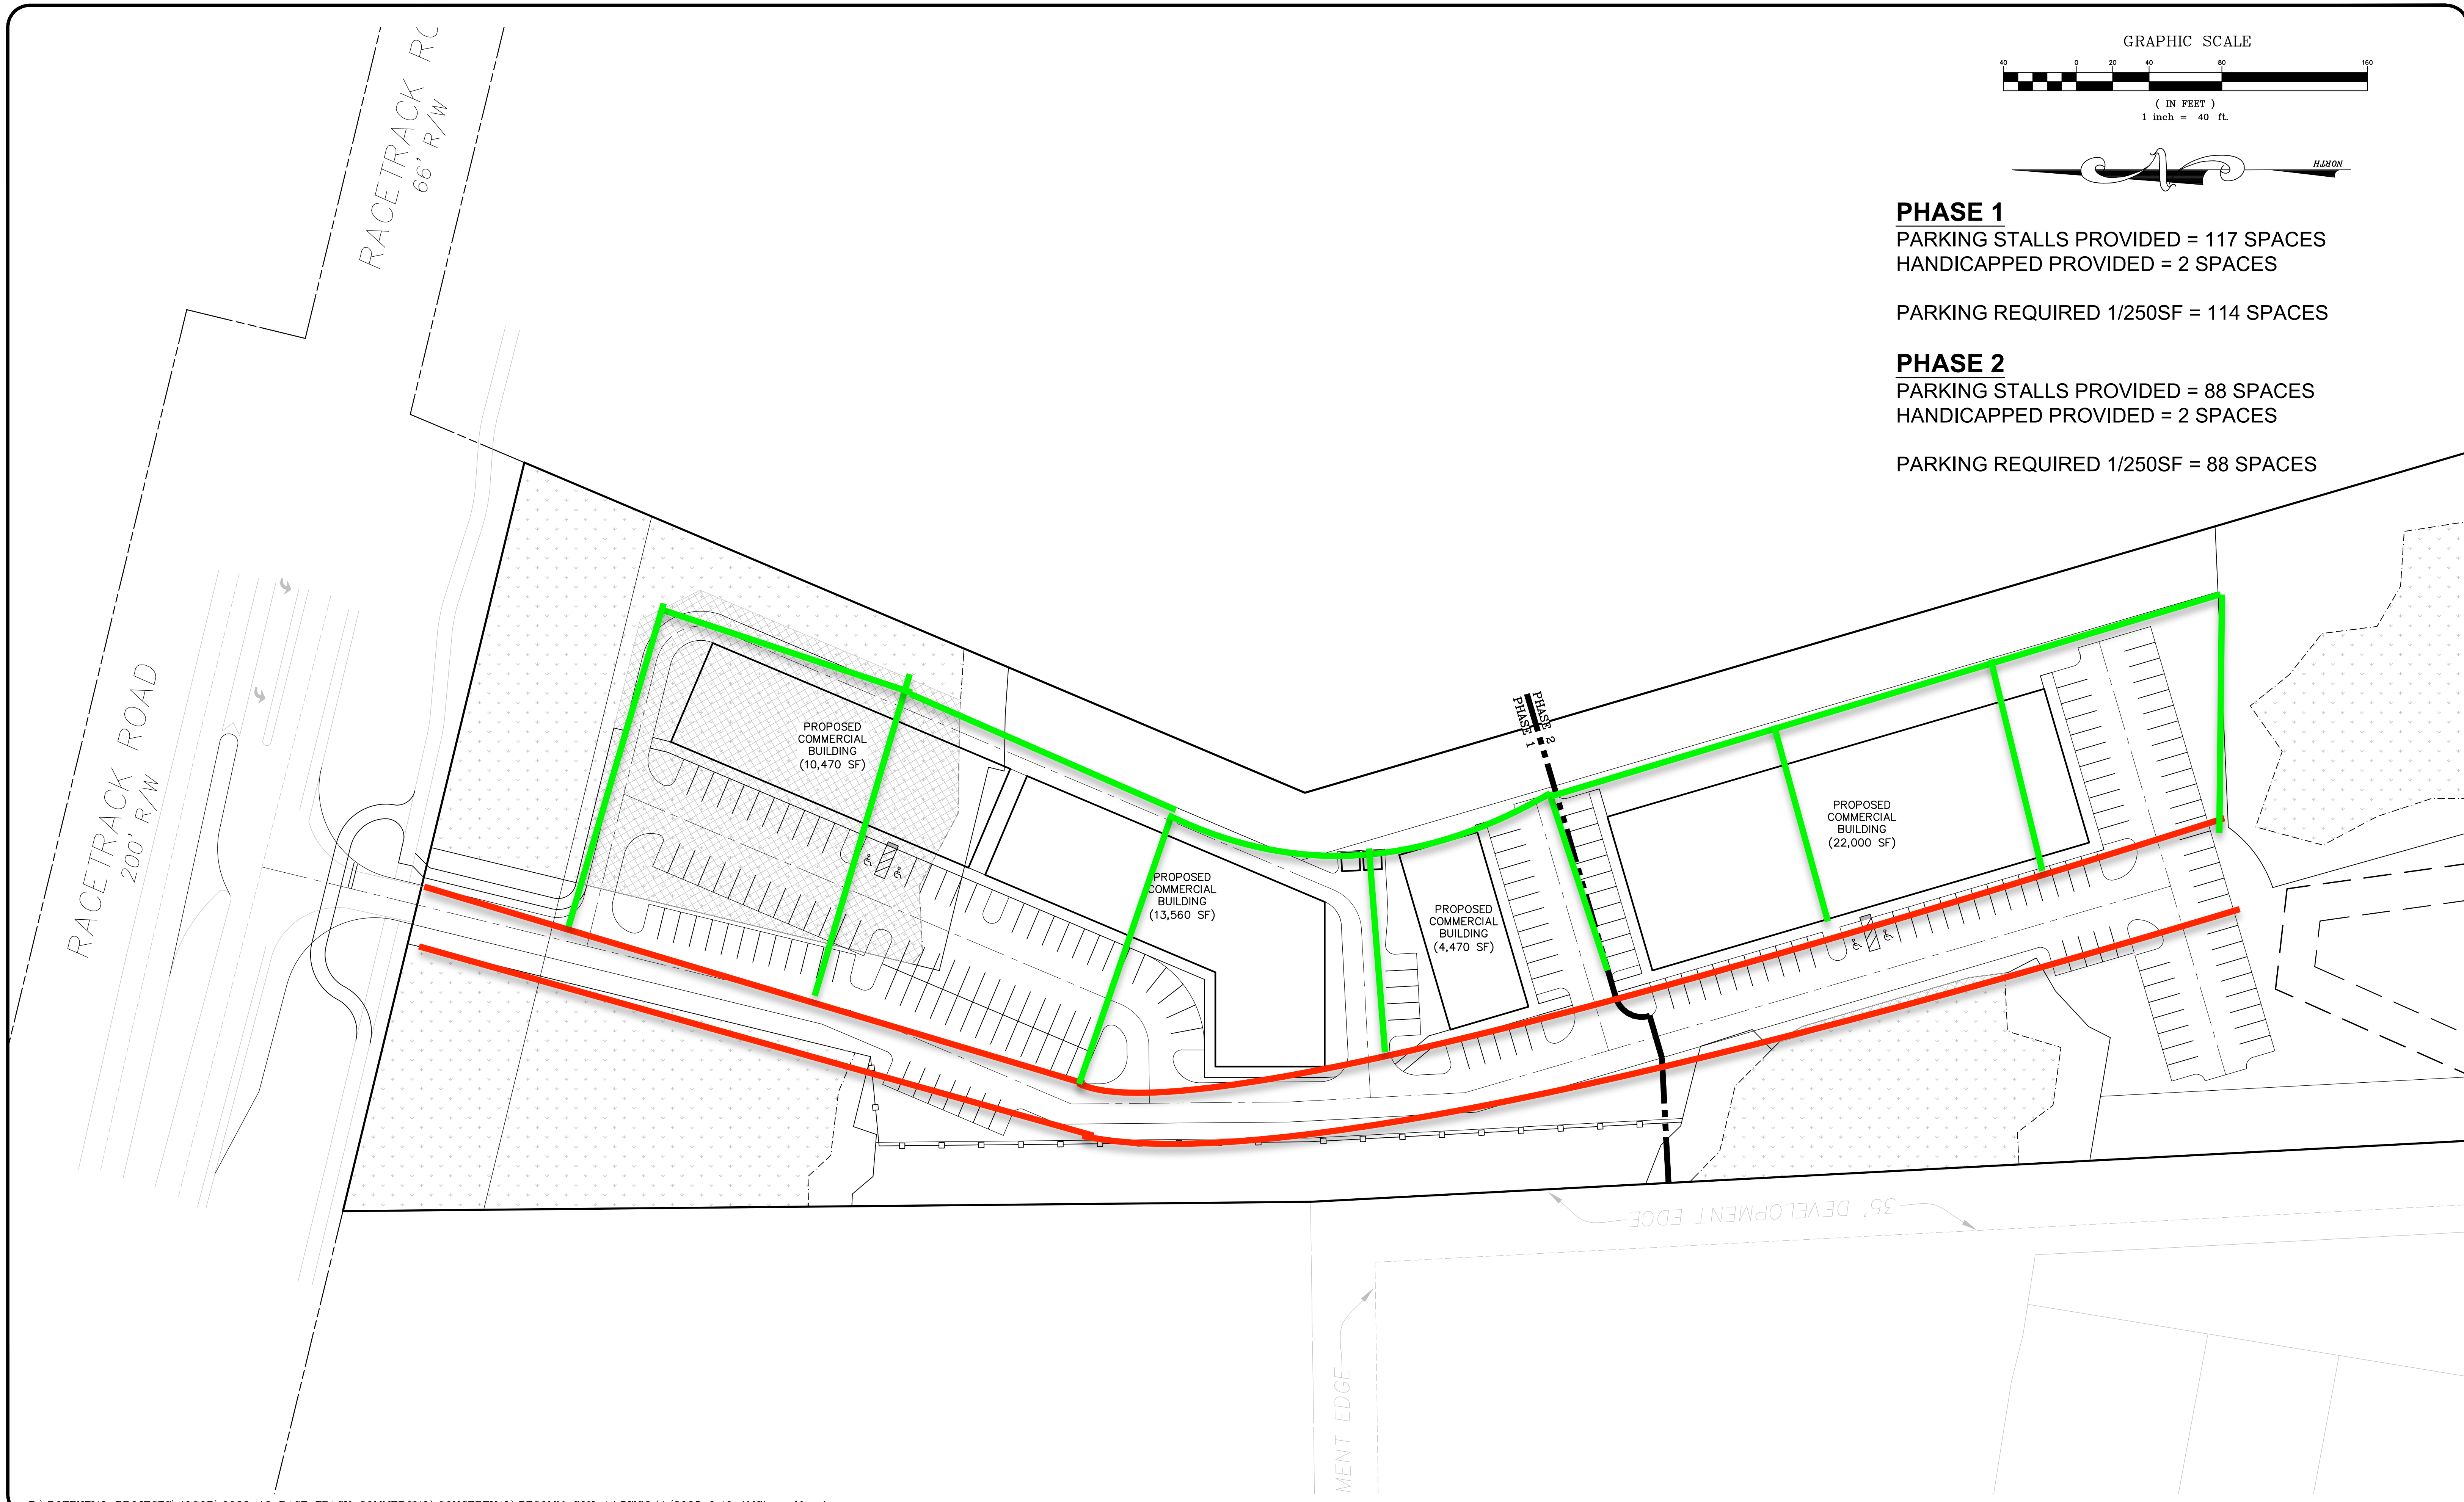 GRAPHIC SCALE
40 0 20 40 80 160
( IN FEET )
1 inch = 40 ft.
NORTH
PHASE 1
PARKING STALLS PROVIDED = 117 SPACES
HANDICAPPED PROVIDED = 2 SPACES
PARKING REQUIRED 1/250SF = 114 SPACES
PHASE 2
PARKING STALLS PROVIDED = 88 SPACES
HANDICAPPED PROVIDED = 2 SPACES
PARKING REQUIRED 1/250SF = 88 SPACES
RACETRACK RO
66' R/W
RACETRACK ROAD
200' R/W
PROPOSED
COMMERCIAL
BUILDING
(10,470 SF)
PROPOSED
COMMERCIAL
BUILDING
(13,560 SF)
PROPOSED
COMMERCIAL
BUILDING
(4,470 SF)
PHASE 2
PHASE 1
PROPOSED
COMMERCIAL
BUILDING
(22,000 SF)
35' DEVELOPMENT EDGE
MENT EDGE